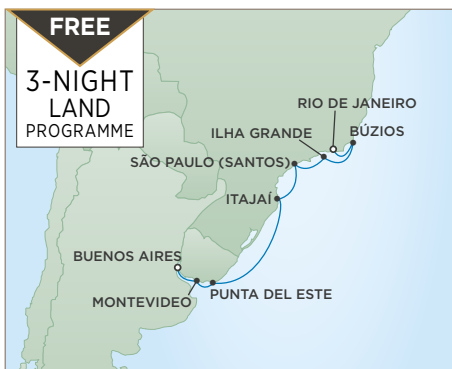 FREE
3-NIGHT
LAND
PROGRAMME
RIO DE JANEIRO
ILHA GRANDE
BÚZIOS
SÃO PAULO (SANTOS)
ITAJAÍ
BUENOS AIRES
MONTEVIDEO
PUNTA DEL ESTE